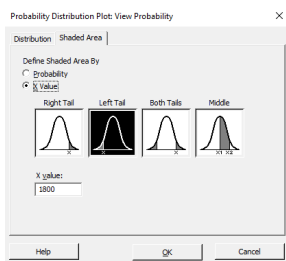 Probability Distribution Plot: View Probability
Distribution Shaded Area
Define Shaded Area By
Probability
X Value
Right Tail Left Tail Both Tails Middle
X X X X1 X2
X value:
1800
Help OK Cancel